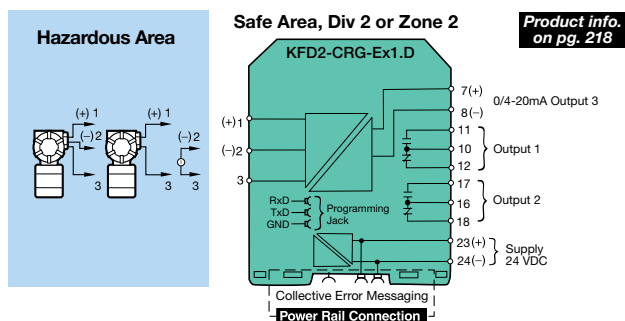 Safe Area, Div 2 or Zone 2
Product info.
on pg. 218
Hazardous Area
KFD2-CRG-Ex1.D
(+) 1
(+) 1
(−) 2
(−) 2
3
3
(+) 1
(−) 2
3
7 (+)
8 (−)
0/4-20mA Output 3
11
10
12
Output 1
17
16
18
Output 2
RxD
TxD
GND
Programming
Jack
23 (+)
24 (−)
Supply
24 VDC
Collective Error Messaging
Power Rail Connection